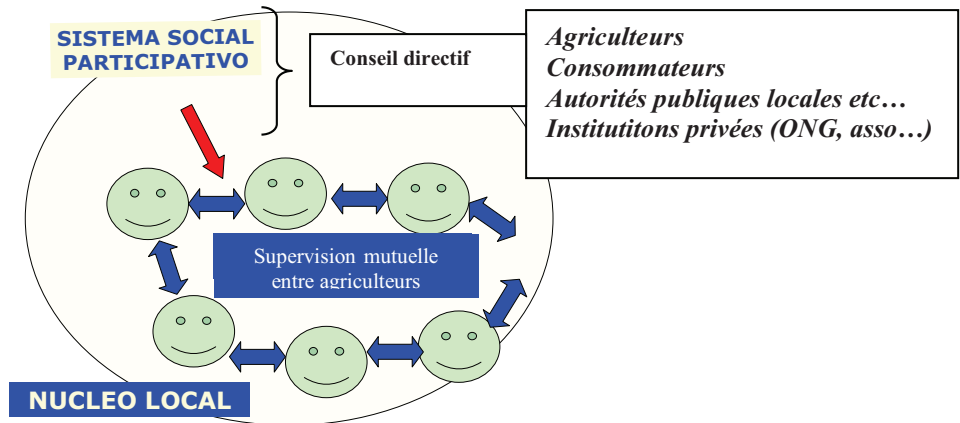 SISTEMA SOCIAL
PARTICIPATIVO
Conseil directif
Agriculteurs
Consommateurs
Autorités publiques locales etc…
Institutitons privées (ONG, asso…)
Supervision mutuelle
entre agriculteurs
NUCLEO LOCAL